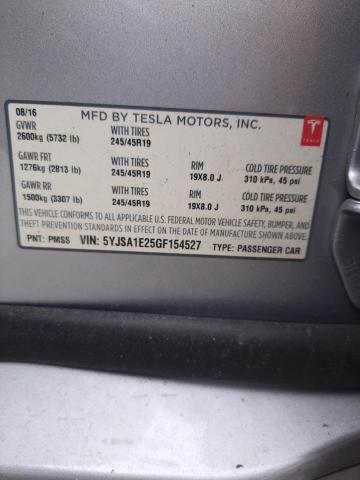 08/16 MFD BY TESLA MOTORS, INC.
GVWR WITH TIRES
2600kg (5732 lb) 245/45R19
GAWR FRT WITH TIRES RIM COLD TIRE PRESSURE
1276kg (2813 lb) 245/45R19 19X8.0 J 310 kPa, 45 psi
GAWR RR WITH TIRES RIM COLD TIRE PRESSURE
1500kg (3307 lb) 245/45R19 19X8.0 J 310 kPa, 45 psi
THIS VEHICLE CONFORMS TO ALL APPLICABLE U.S. FEDERAL MOTOR VEHICLE SAFETY, BUMPER, AND
THEFT PREVENTION STANDARDS IN EFFECT ON THE DATE OF MANUFACTURE SHOWN ABOVE.
PNT: PMSS VIN: 5YJSA1E25GF154527 TYPE: PASSENGER CAR